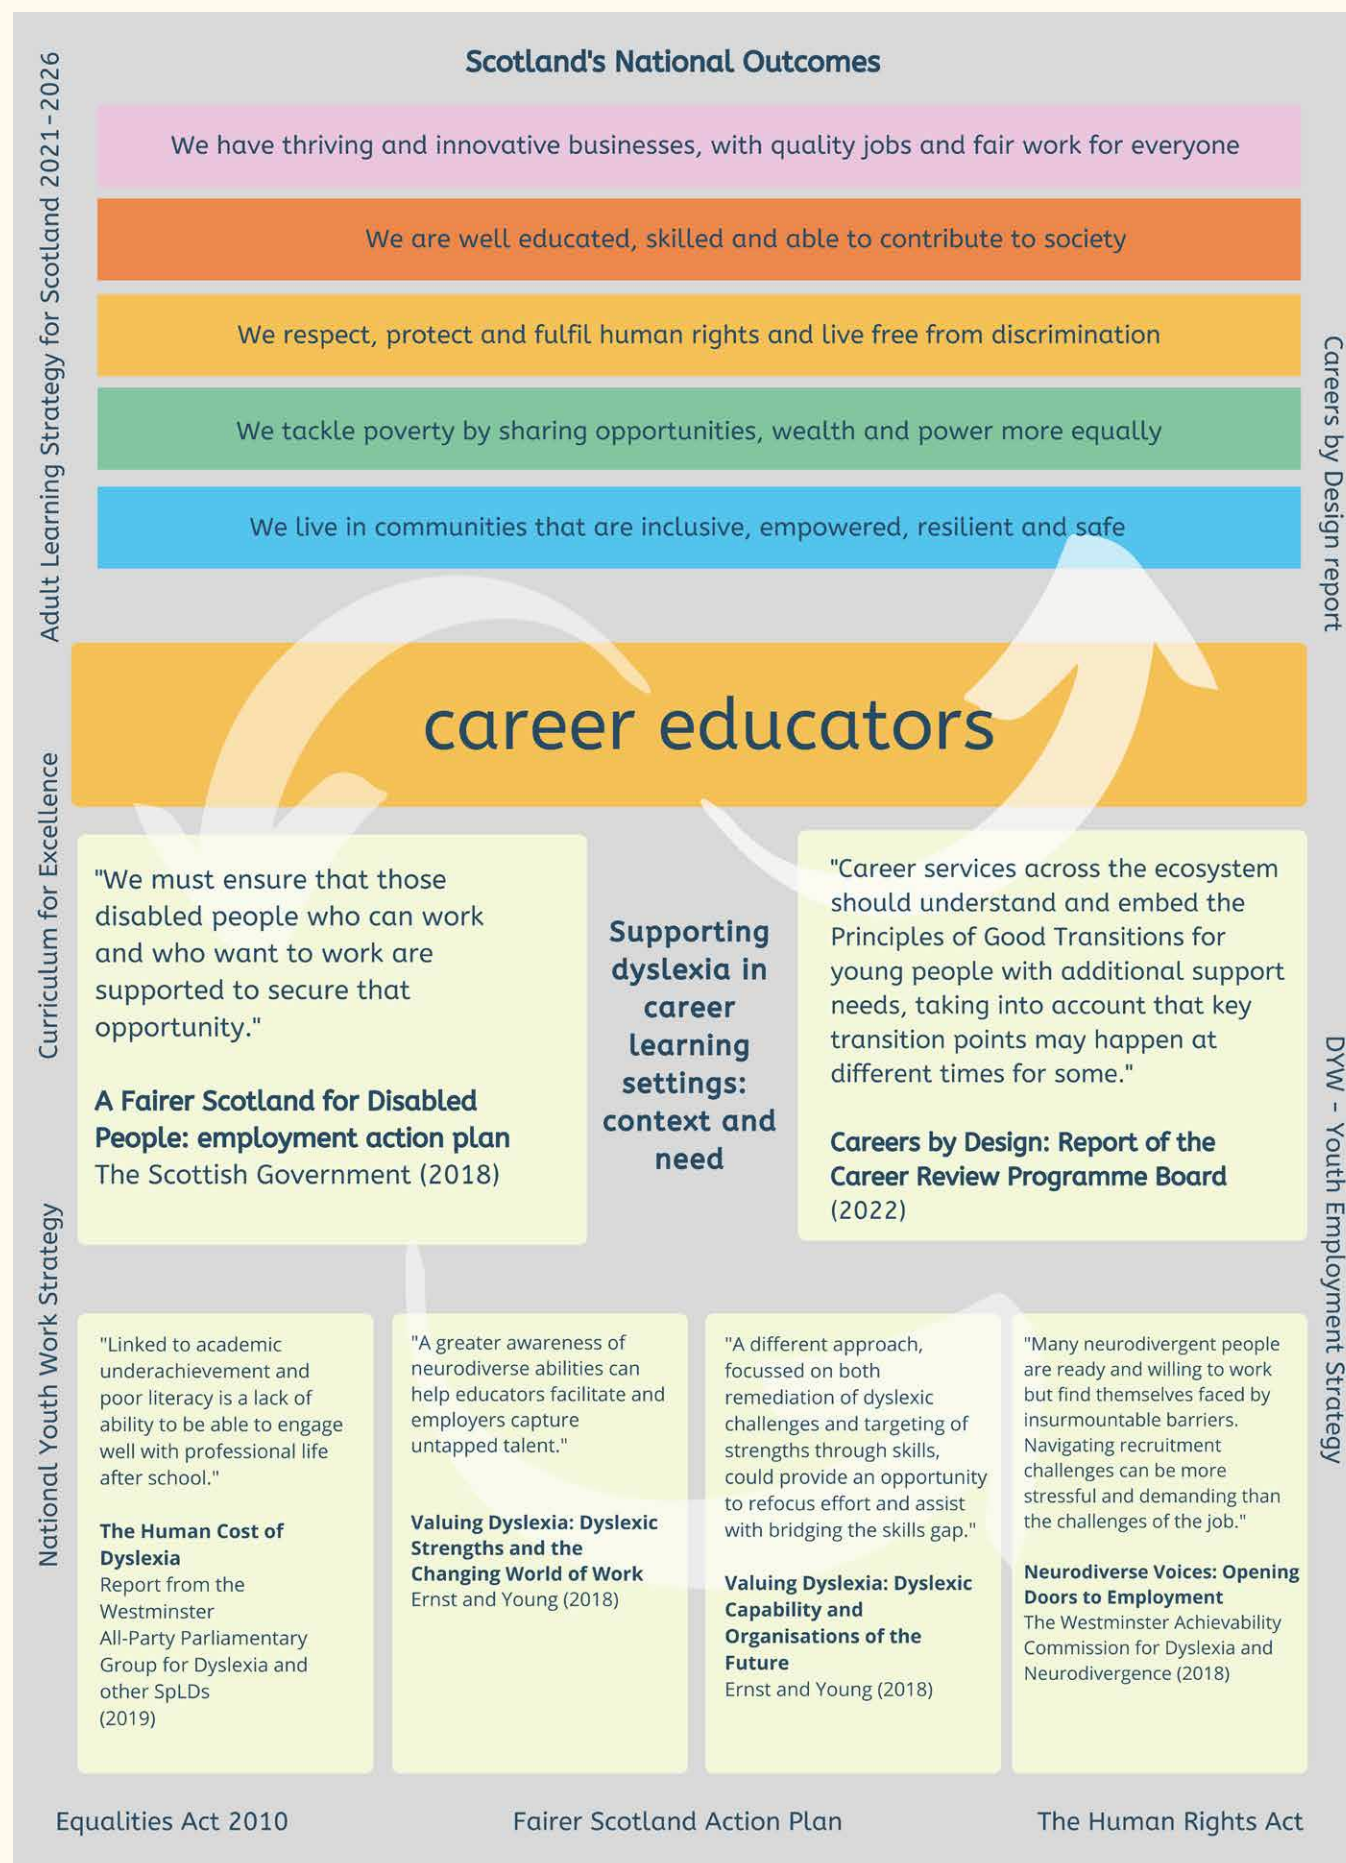 Scotland's National Outcomes
We have thriving and innovative businesses, with quality jobs and fair work for everyone
We are well educated, skilled and able to contribute to society
We respect, protect and fulfil human rights and live free from discrimination
We tackle poverty by sharing opportunities, wealth and power more equally
We live in communities that are inclusive, empowered, resilient and safe
Adult Learning Strategy for Scotland 2021-2026
Careers by Design report
career educators
Curriculum for Excellence
"We must ensure that those
disabled people who can work
and who want to work are
supported to secure that
opportunity."
A Fairer Scotland for Disabled
People: employment action plan
The Scottish Government (2018)
Supporting
dyslexia in
career
learning
settings:
context and
need
"Career services across the ecosystem
should understand and embed the
Principles of Good Transitions for
young people with additional support
needs, taking into account that key
transition points may happen at
different times for some."
Careers by Design: Report of the
Career Review Programme Board
(2022)
DYW - Youth Employment Strategy
National Youth Work Strategy
"Linked to academic
underachievement and
poor literacy is a lack of
ability to be able to engage
well with professional life
after school."
The Human Cost of
Dyslexia
Report from the
Westminster
All-Party Parliamentary
Group for Dyslexia and
other SpLDs
(2019)
"A greater awareness of
neurodiverse abilities can
help educators facilitate and
employers capture
untapped talent."
Valuing Dyslexia: Dyslexic
Strengths and the
Changing World of Work
Ernst and Young (2018)
"A different approach,
focussed on both
remediation of dyslexic
challenges and targeting of
strengths through skills,
could provide an opportunity
to refocus effort and assist
with bridging the skills gap."
Valuing Dyslexia: Dyslexic
Capability and
Organisations of the
Future
Ernst and Young (2018)
"Many neurodivergent people
are ready and willing to work
but find themselves faced by
insurmountable barriers.
Navigating recruitment
challenges can be more
stressful and demanding than
the challenges of the job."
Neurodiverse Voices: Opening
Doors to Employment
The Westminster Achievability
Commission for Dyslexia and
Neurodivergence (2018)
Equalities Act 2010
Fairer Scotland Action Plan
The Human Rights Act